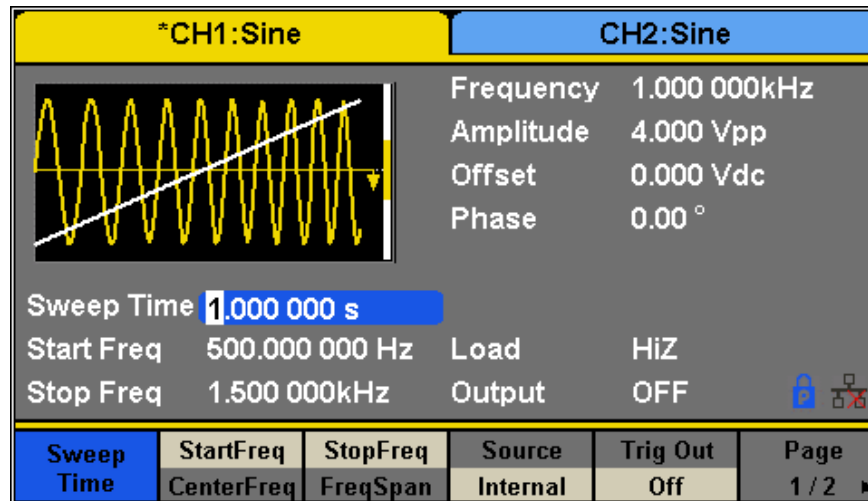 *CH1:Sine
CH2:Sine
Frequency 1.000 000kHz
Amplitude 4.000 Vpp
Offset 0.000 Vdc
Phase 0.00 °
Sweep Time 1.000 000 s
Start Freq 500.000 000 Hz Load HiZ
Stop Freq 1.500 000kHz Output OFF
P
Sweep Time
StartFreq
CenterFreq
StopFreq
FreqSpan
Source
Internal
Trig Out
Off
Page
1 / 2